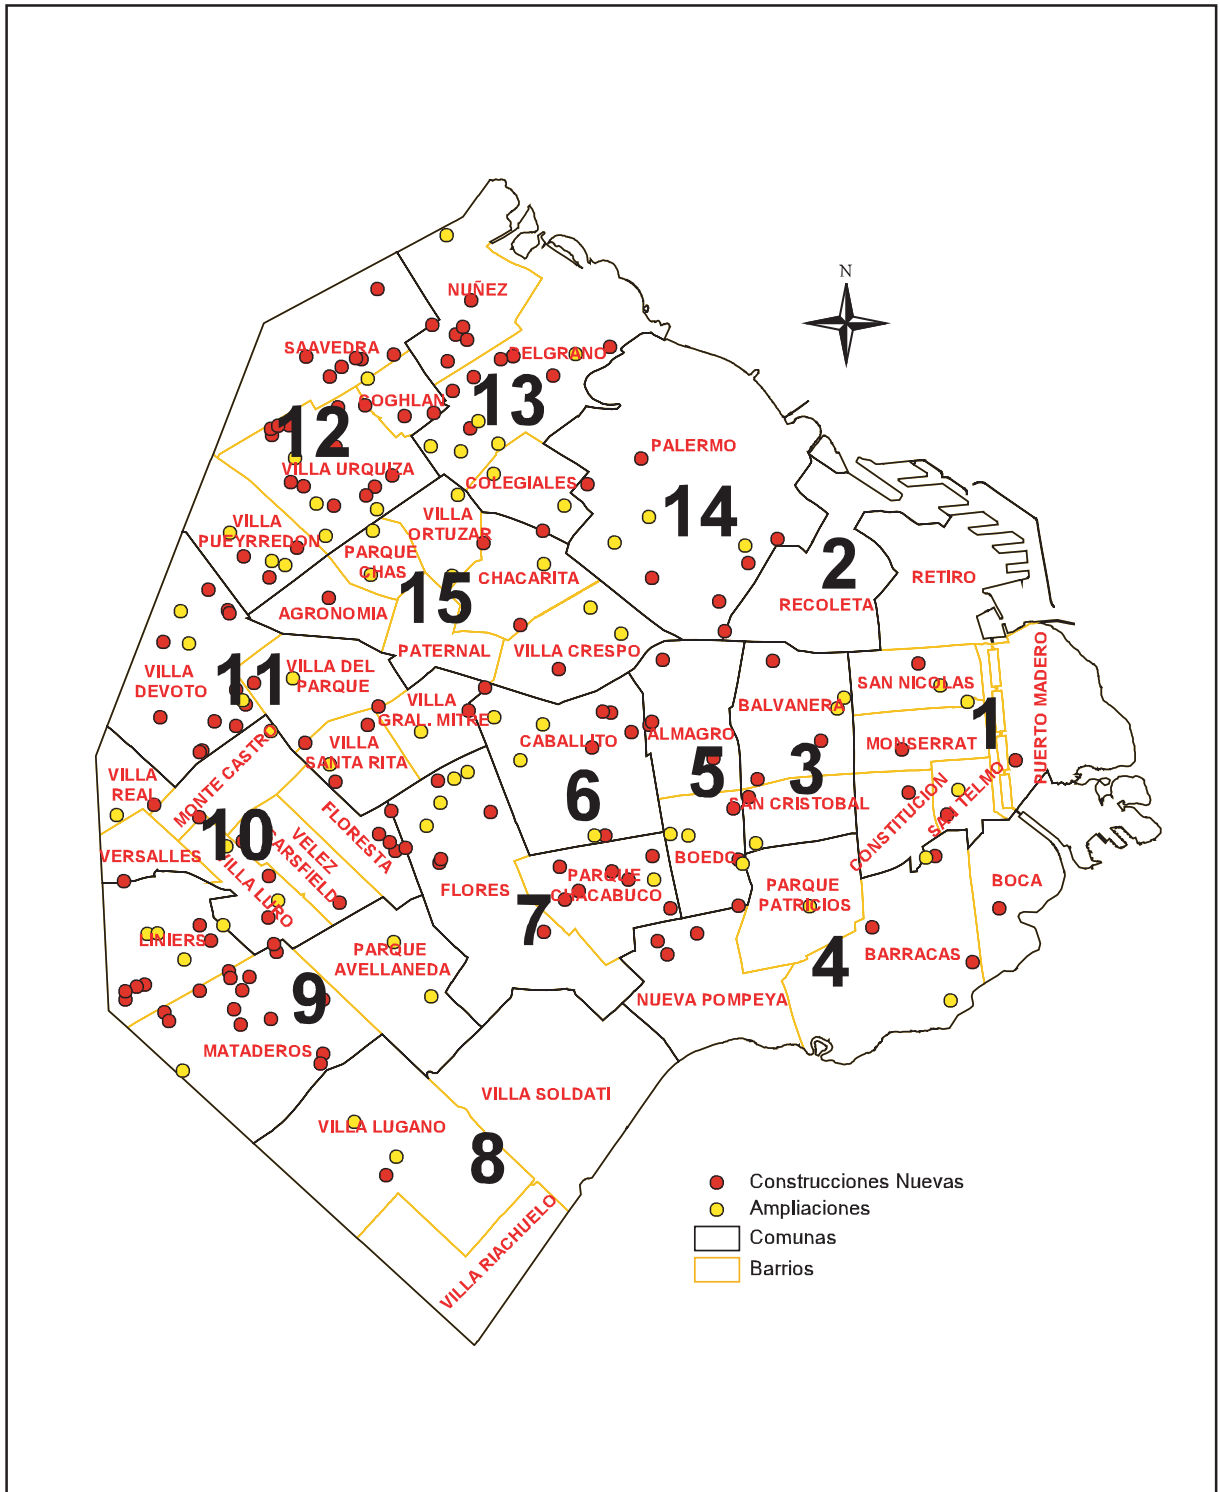 N
NUÑEZ
SAAVEDRA
BELGRANO
COGHLAN
13
12
PALERMO
VILLA URQUIZA
COLEGIALES
14
VILLA
ORTUZAR
VILLA
PUEYRREDON
PARQUE
CHAS
2
RETIRO
CHACARITA
15
AGRONOMIA
RECOLETA
PATERNAL
VILLA CRESPO
11
VILLA DEL
PARQUE
VILLA
DEVOTO
VILLA
GRAL. MITRE
SAN NICOLAS
PUERTO MADERO
BALVANERA
1
ALMAGRO
CABALLITO
MONSERRAT
VILLA
SANTA RITA
MONTE CASTRO
VILLA
REAL
5
3
6
SAN CRISTOBAL
CONSTITUCION
SAN TELMO
10
FLORESTA
VELEZ
CARSFIELD
VERSALLES
VILLA LURO
BOEDO
FLORES
PARQUE
CHACABUCO
7
PARQUE
PATRICIOS
BOCA
LINIERS
PARQUE
AVELLANEDA
4
BARRACAS
9
NUEVA POMPEYA
MATADEROS
VILLA SOLDATI
VILLA LUGANO
8
VILLA RIACHUELO
Construcciones Nuevas
Ampliaciones
Comunas
Barrios